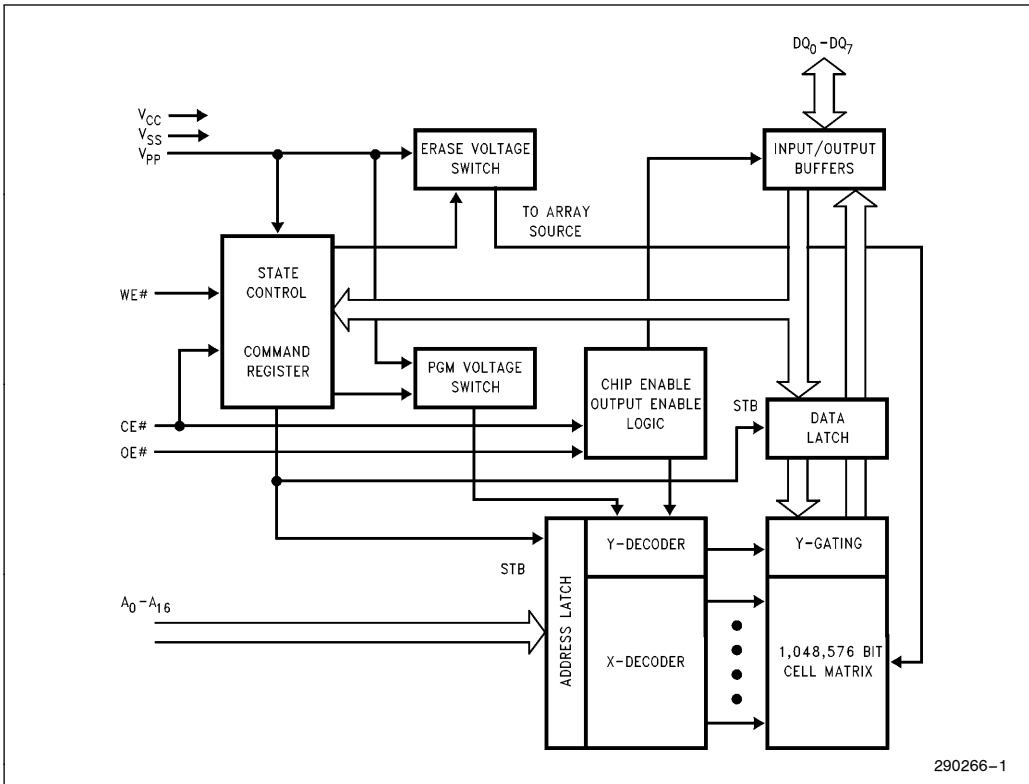 DQ0-DQ7
VCC
VSS
VPP
ERASE VOLTAGE
SWITCH
INPUT/OUTPUT
BUFFERS
TO ARRAY
SOURCE
STATE
CONTROL
WE#
COMMAND
REGISTER
PGM VOLTAGE
SWITCH
CHIP ENABLE
OUTPUT ENABLE
LOGIC
STB
DATA
LATCH
CE#
OE#
STB
ADDRESS LATCH
Y-DECODER
Y-GATING
A0-A16
X-DECODER
1,048,576 BIT
CELL MATRIX
290266-1